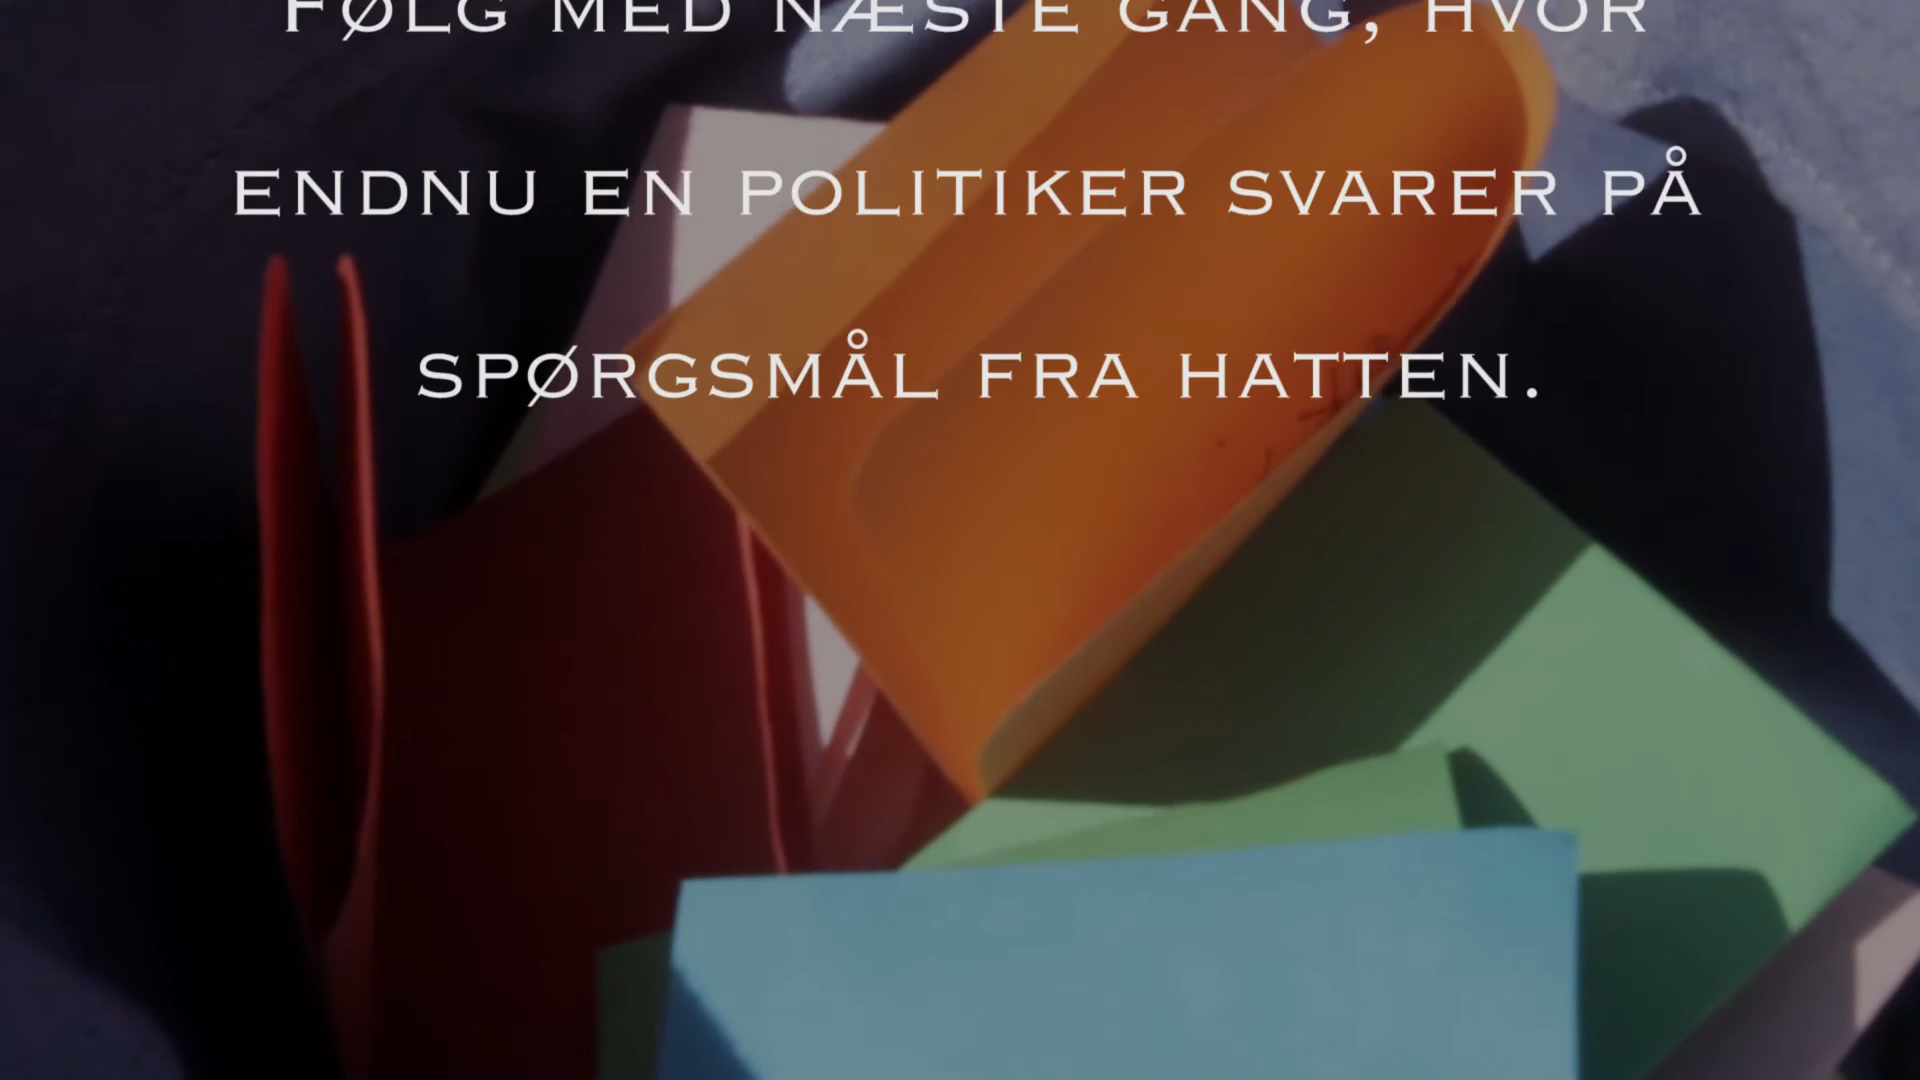 FØLG MED NÆSTE GANG, HVOR
ENDNU EN POLITIKER SVARER PÅ
SPØRGSMÅL FRA HATTEN.